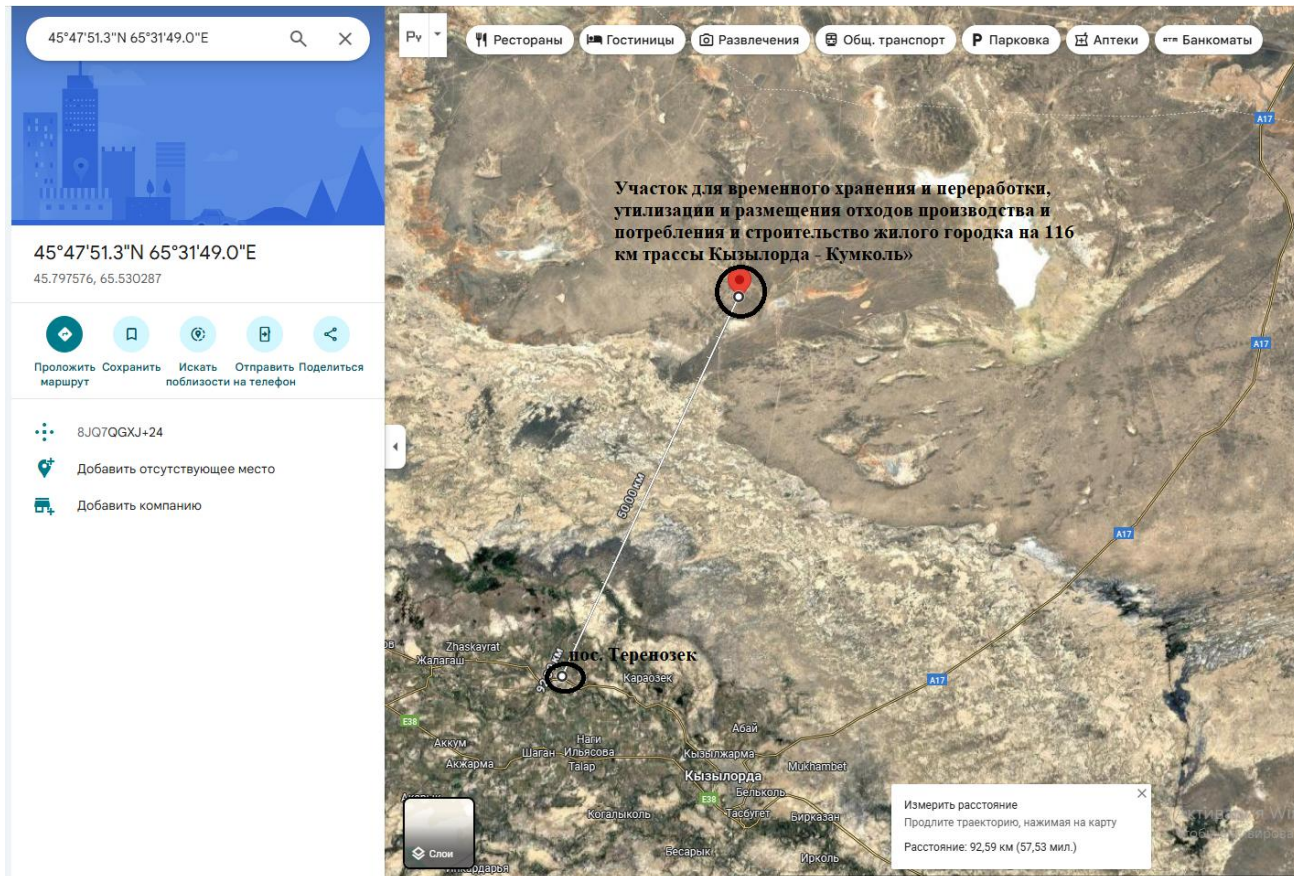 45°47'51.3"N 65°31'49.0"E
Рестораны
Гостиницы
Развлечения
Общ. транспорт
Парковка
Аптеки
Банкоматы
45°47'51.3"N 65°31'49.0"E
45.797576, 65.530287
Проложить маршрут
Сохранить
Искать поблизости
Отправить на телефон
Поделиться
8JQ7QGXJ+24
Добавить отсутствующее место
Добавить компанию
A17
Участок для временного хранения и переработки,
утилизации и размещения отходов производства и
потребления и строительство жилого городка на 116
км трассы Кызылорда - Кумколь»
A17
50,00 км
A17
Zhaskayrat
Жалагаш
пос. Теренозек
Караозек
A17
E38
Аккум
Акжарма
Шаган
Наги
Ильясова
Talap
Абай
Кызылжарма
Mukhambet
Кызылорда
E38
Бельколь
Тасбугет
Бирказан
Когалыколь
Бесарык
Ирколь
Слои
Измерить расстояние
Продлите траекторию, нажимая на карту
Расстояние: 92,59 км (57,53 мил.)